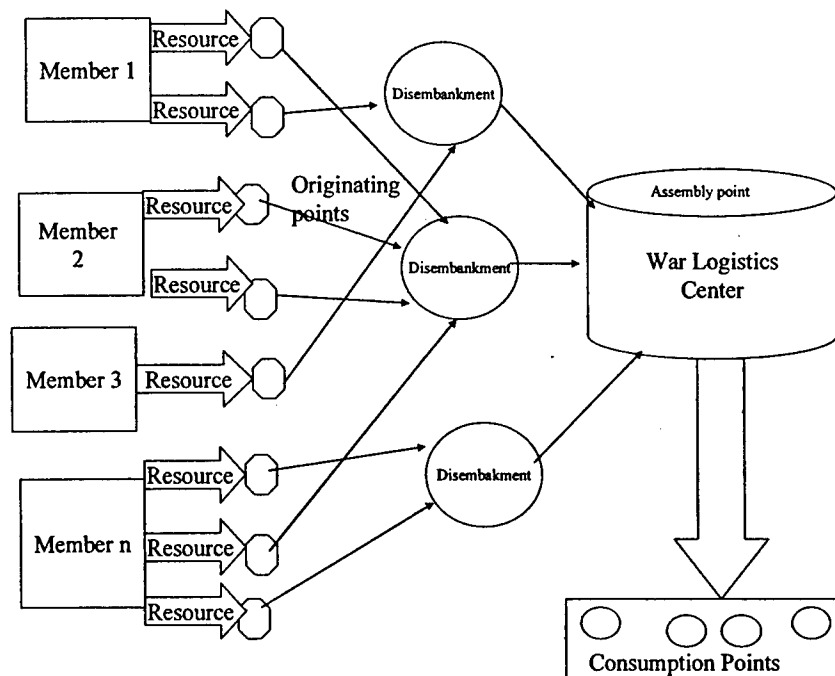 Member 1
Resource
Resource
Disembankment
Member
2
Resource
Resource
Originating
points
Disembankment
Assembly point
War Logistics
Center
Member 3
Resource
Member n
Resource
Resource
Resource
Disembakment
Consumption Points